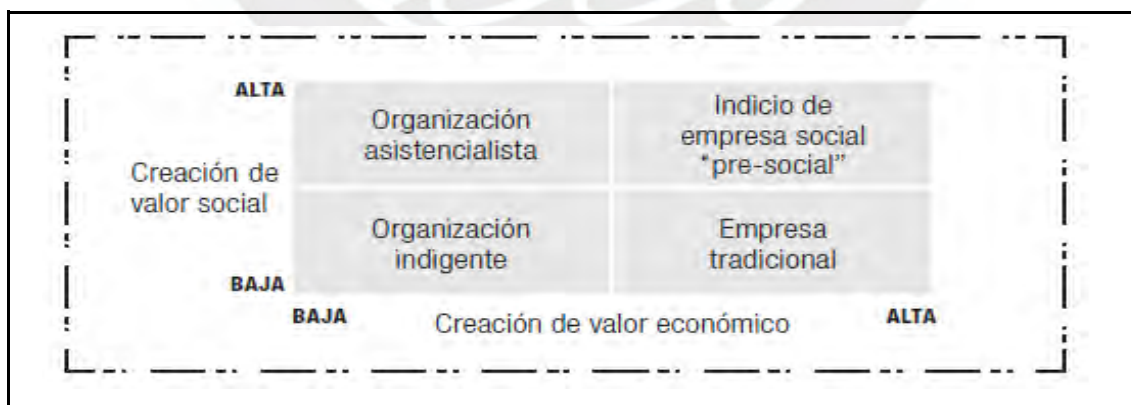 ALTA
Organización
asistencialista
Indicio de
empresa social
"pre-social"
Creación de
valor social
Organización
indigente
Empresa
tradicional
BAJA
BAJA
Creación de valor económico
ALTA